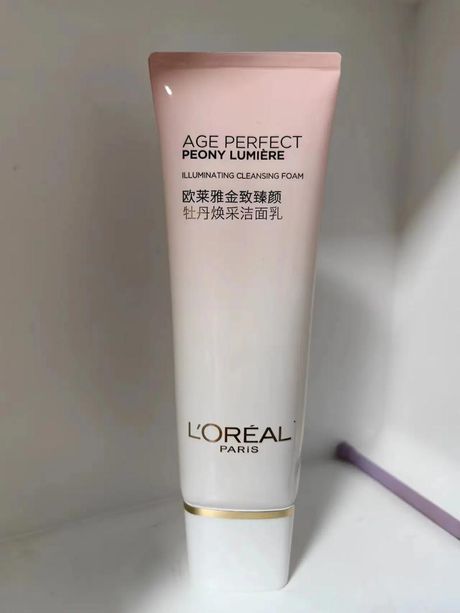 AGE PERFECT
PEONY LUMIÈRE
ILLUMINATING CLEANSING FOAM
欧莱雅金致臻颜
牡丹焕采洁面乳
L'ORÉAL
PARIS